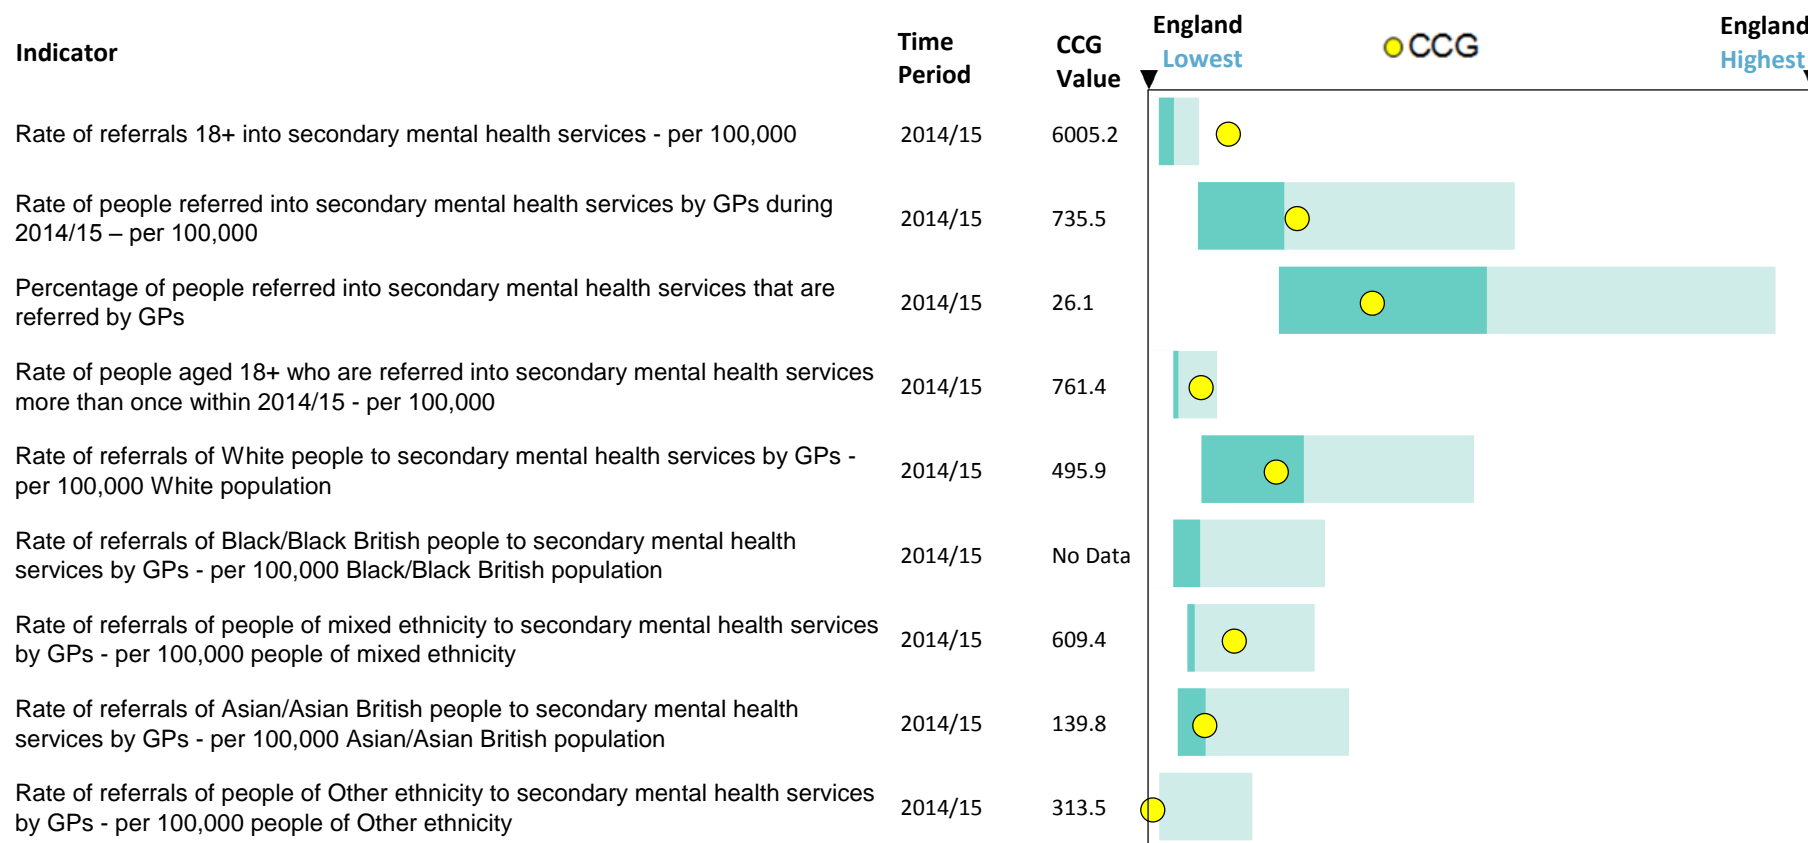 Indicator
Time
Period
CCG
Value
England
Lowest
CCG
England
Highest
Rate of referrals 18+ into secondary mental health services - per 100,000
2014/15
6005.2
Rate of people referred into secondary mental health services by GPs during
2014/15 – per 100,000
2014/15
735.5
Percentage of people referred into secondary mental health services that are
referred by GPs
2014/15
26.1
Rate of people aged 18+ who are referred into secondary mental health services
more than once within 2014/15 - per 100,000
2014/15
761.4
Rate of referrals of White people to secondary mental health services by GPs -
per 100,000 White population
2014/15
495.9
Rate of referrals of Black/Black British people to secondary mental health
services by GPs - per 100,000 Black/Black British population
2014/15
No Data
Rate of referrals of people of mixed ethnicity to secondary mental health services
by GPs - per 100,000 people of mixed ethnicity
2014/15
609.4
Rate of referrals of Asian/Asian British people to secondary mental health
services by GPs - per 100,000 Asian/Asian British population
2014/15
139.8
Rate of referrals of people of Other ethnicity to secondary mental health services
by GPs - per 100,000 people of Other ethnicity
2014/15
313.5